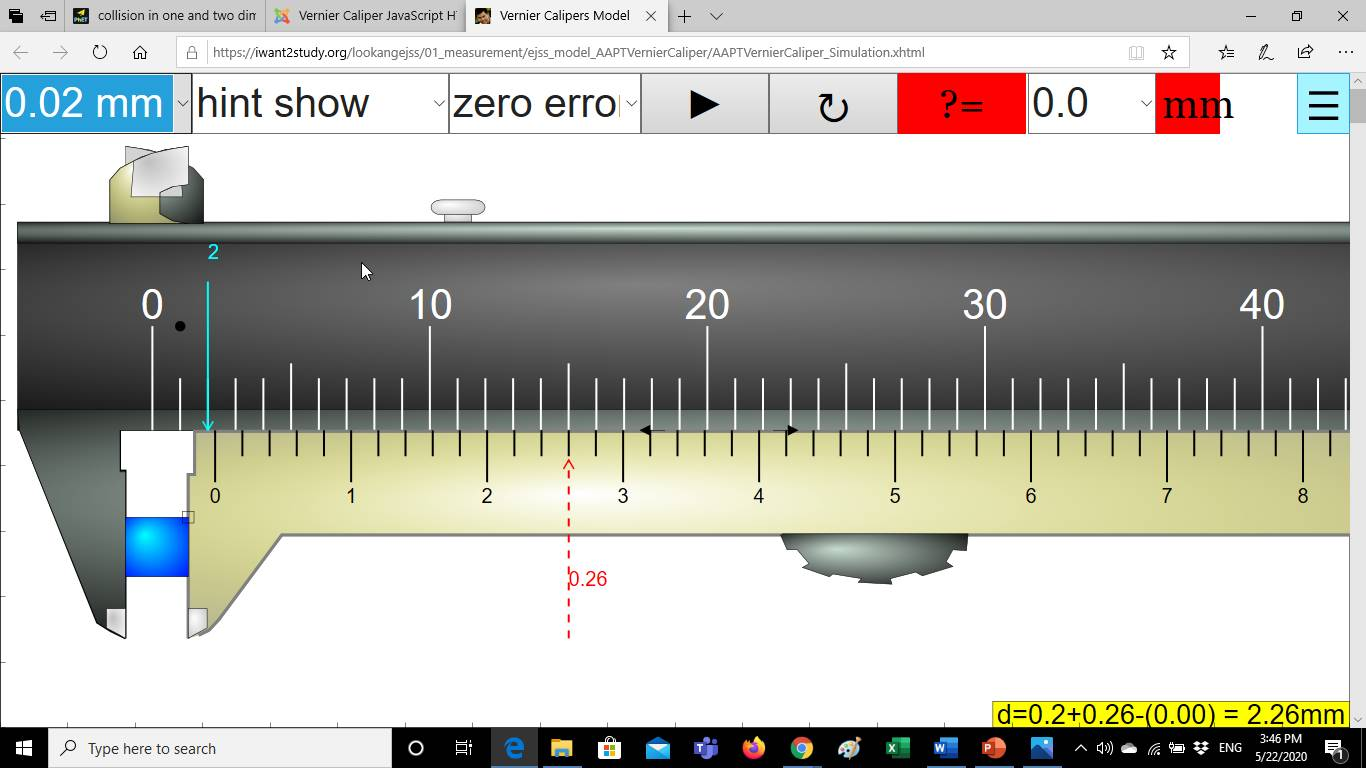 collision in one and two dim
Vernier Caliper JavaScript H
Vernier Calipers Model
https://iwant2study.org/lookangejss/01_measurement/ejss_model_AAPTVernierCaliper/AAPTVernierCaliper_Simulation.xhtml
0.02 mm hint show zero erro ?= 0.0 mm
2
0 10 20 30 40
0 1 2 3 4 5 6 7 8
0.26
d=0.2+0.26-(0.00) = 2.26mm
Type here to search
ENG
3:46 PM
5/22/2020
1